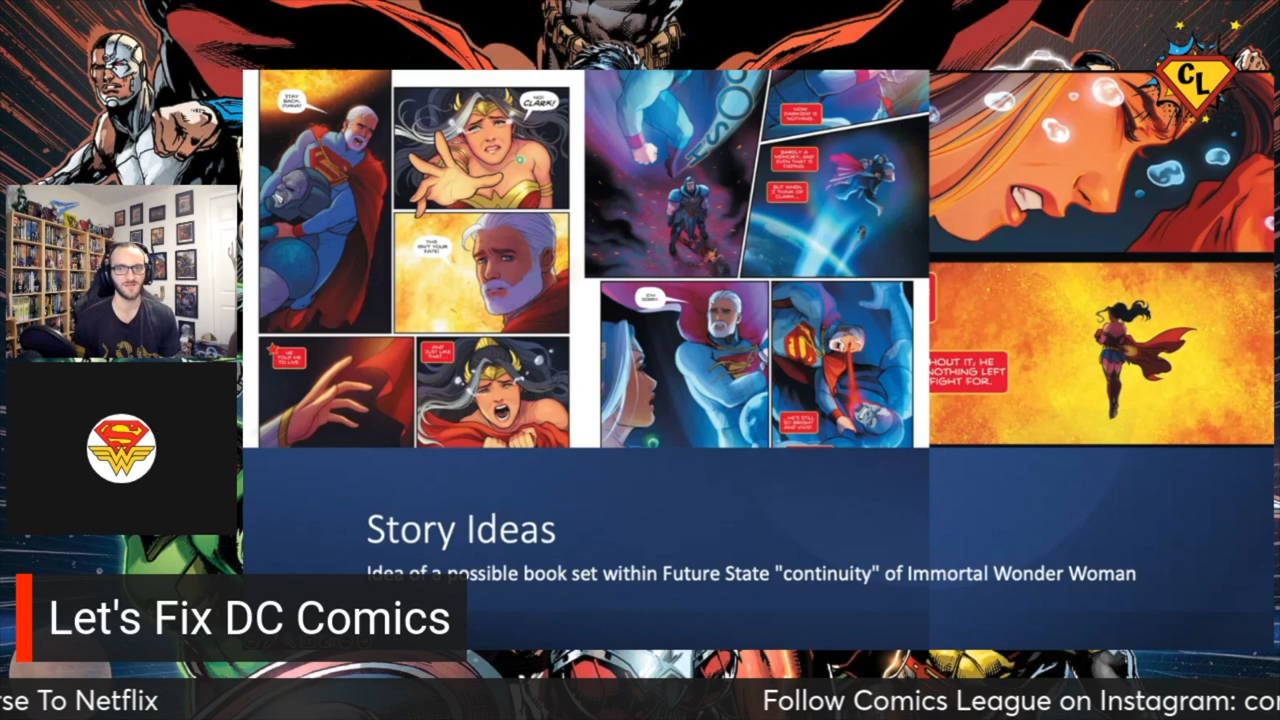 CL
STAY
BACK,
DIANA!
NO!
CLARK!
THIS
ISN'T YOUR
FATE!
HE
TOLD ME
TO LIVE.
AND
JUST LIKE
THAT...
NOW
DARKSEID IS
NOTHING.
BARELY A
MEMORY, AND
EVEN THAT IS
FADING.
BUT WHEN
I THINK OF
CLARK...
I'M
SORRY.
...HE'S STILL
SO BRIGHT
AND VIVID.
HOUT IT, HE
NOTHING LEFT
FIGHT FOR.
Story Ideas
Idea of a possible book set within Future State "continuity" of Immortal Wonder Woman
Let's Fix DC Comics
rse To Netflix
Follow Comics League on Instagram: co